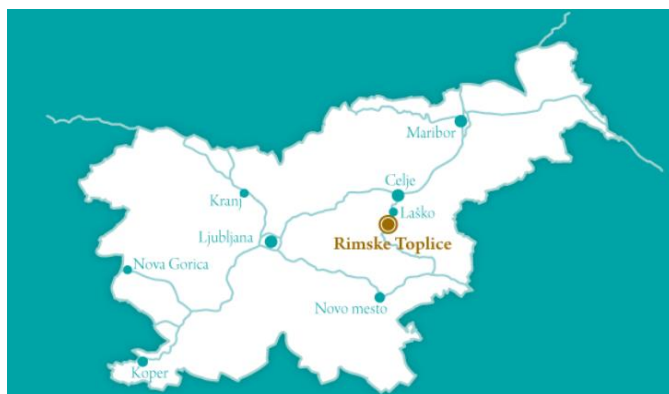 Maribor
Celje
Kranj
Laško
Ljubljana
Rimske Toplice
Nova Gorica
Novo mesto
Koper